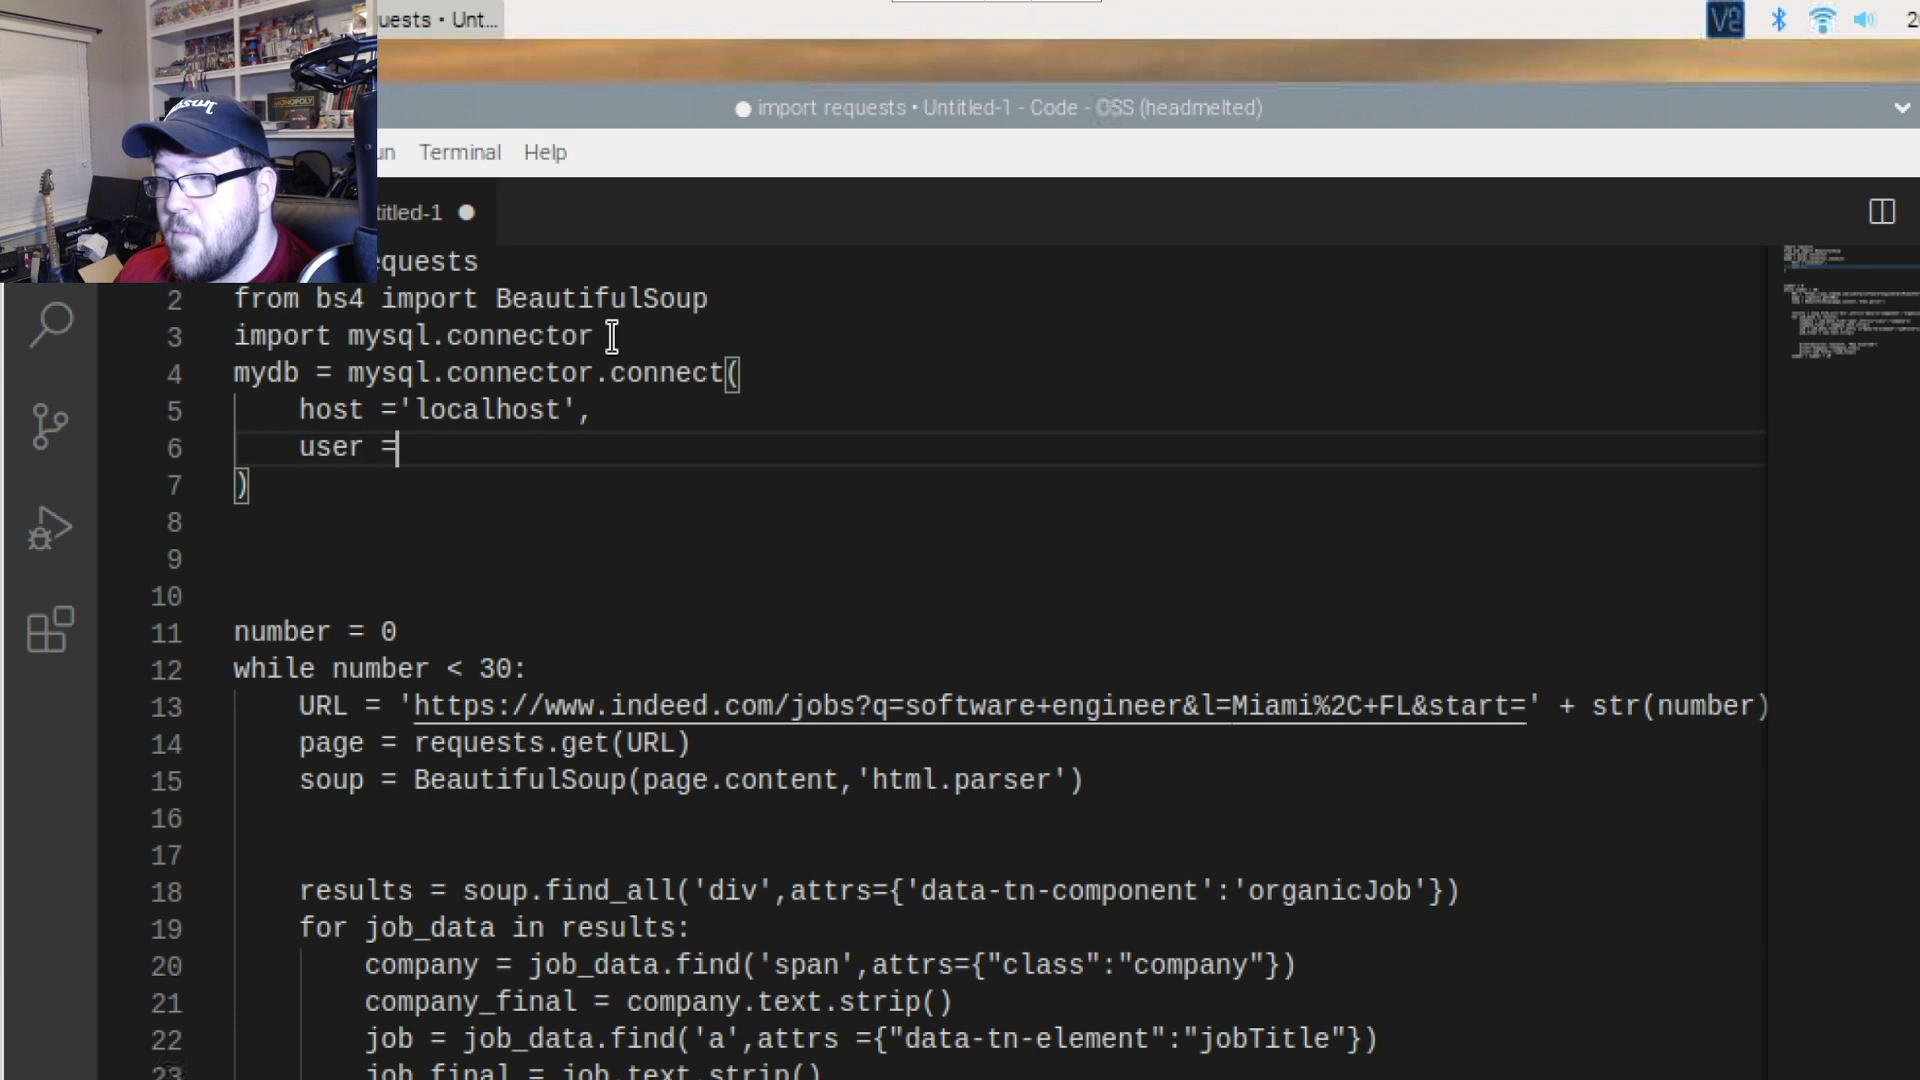 uests • Unt...
V2
2
import requests • Untitled-1 - Code - OSS (headmelted)
un Terminal Help
titled-1
MONOPOLY
equests
2 from bs4 import BeautifulSoup
3 import mysql.connector
4 mydb = mysql.connector.connect(
5 host ='localhost',
6 user =
7 )
8
9
10
11 number = 0
12 while number < 30:
13 URL = 'https://www.indeed.com/jobs?q=software+engineer&l=Miami%2C+FL&start=' + str(number)
14 page = requests.get(URL)
15 soup = BeautifulSoup(page.content,'html.parser')
16
17
18 results = soup.find_all('div',attrs={'data-tn-component':'organicJob'})
19 for job_data in results:
20 company = job_data.find('span',attrs={"class":"company"})
21 company_final = company.text.strip()
22 job = job_data.find('a',attrs ={"data-tn-element":"jobTitle"})
23 job_final = job.text.strip()